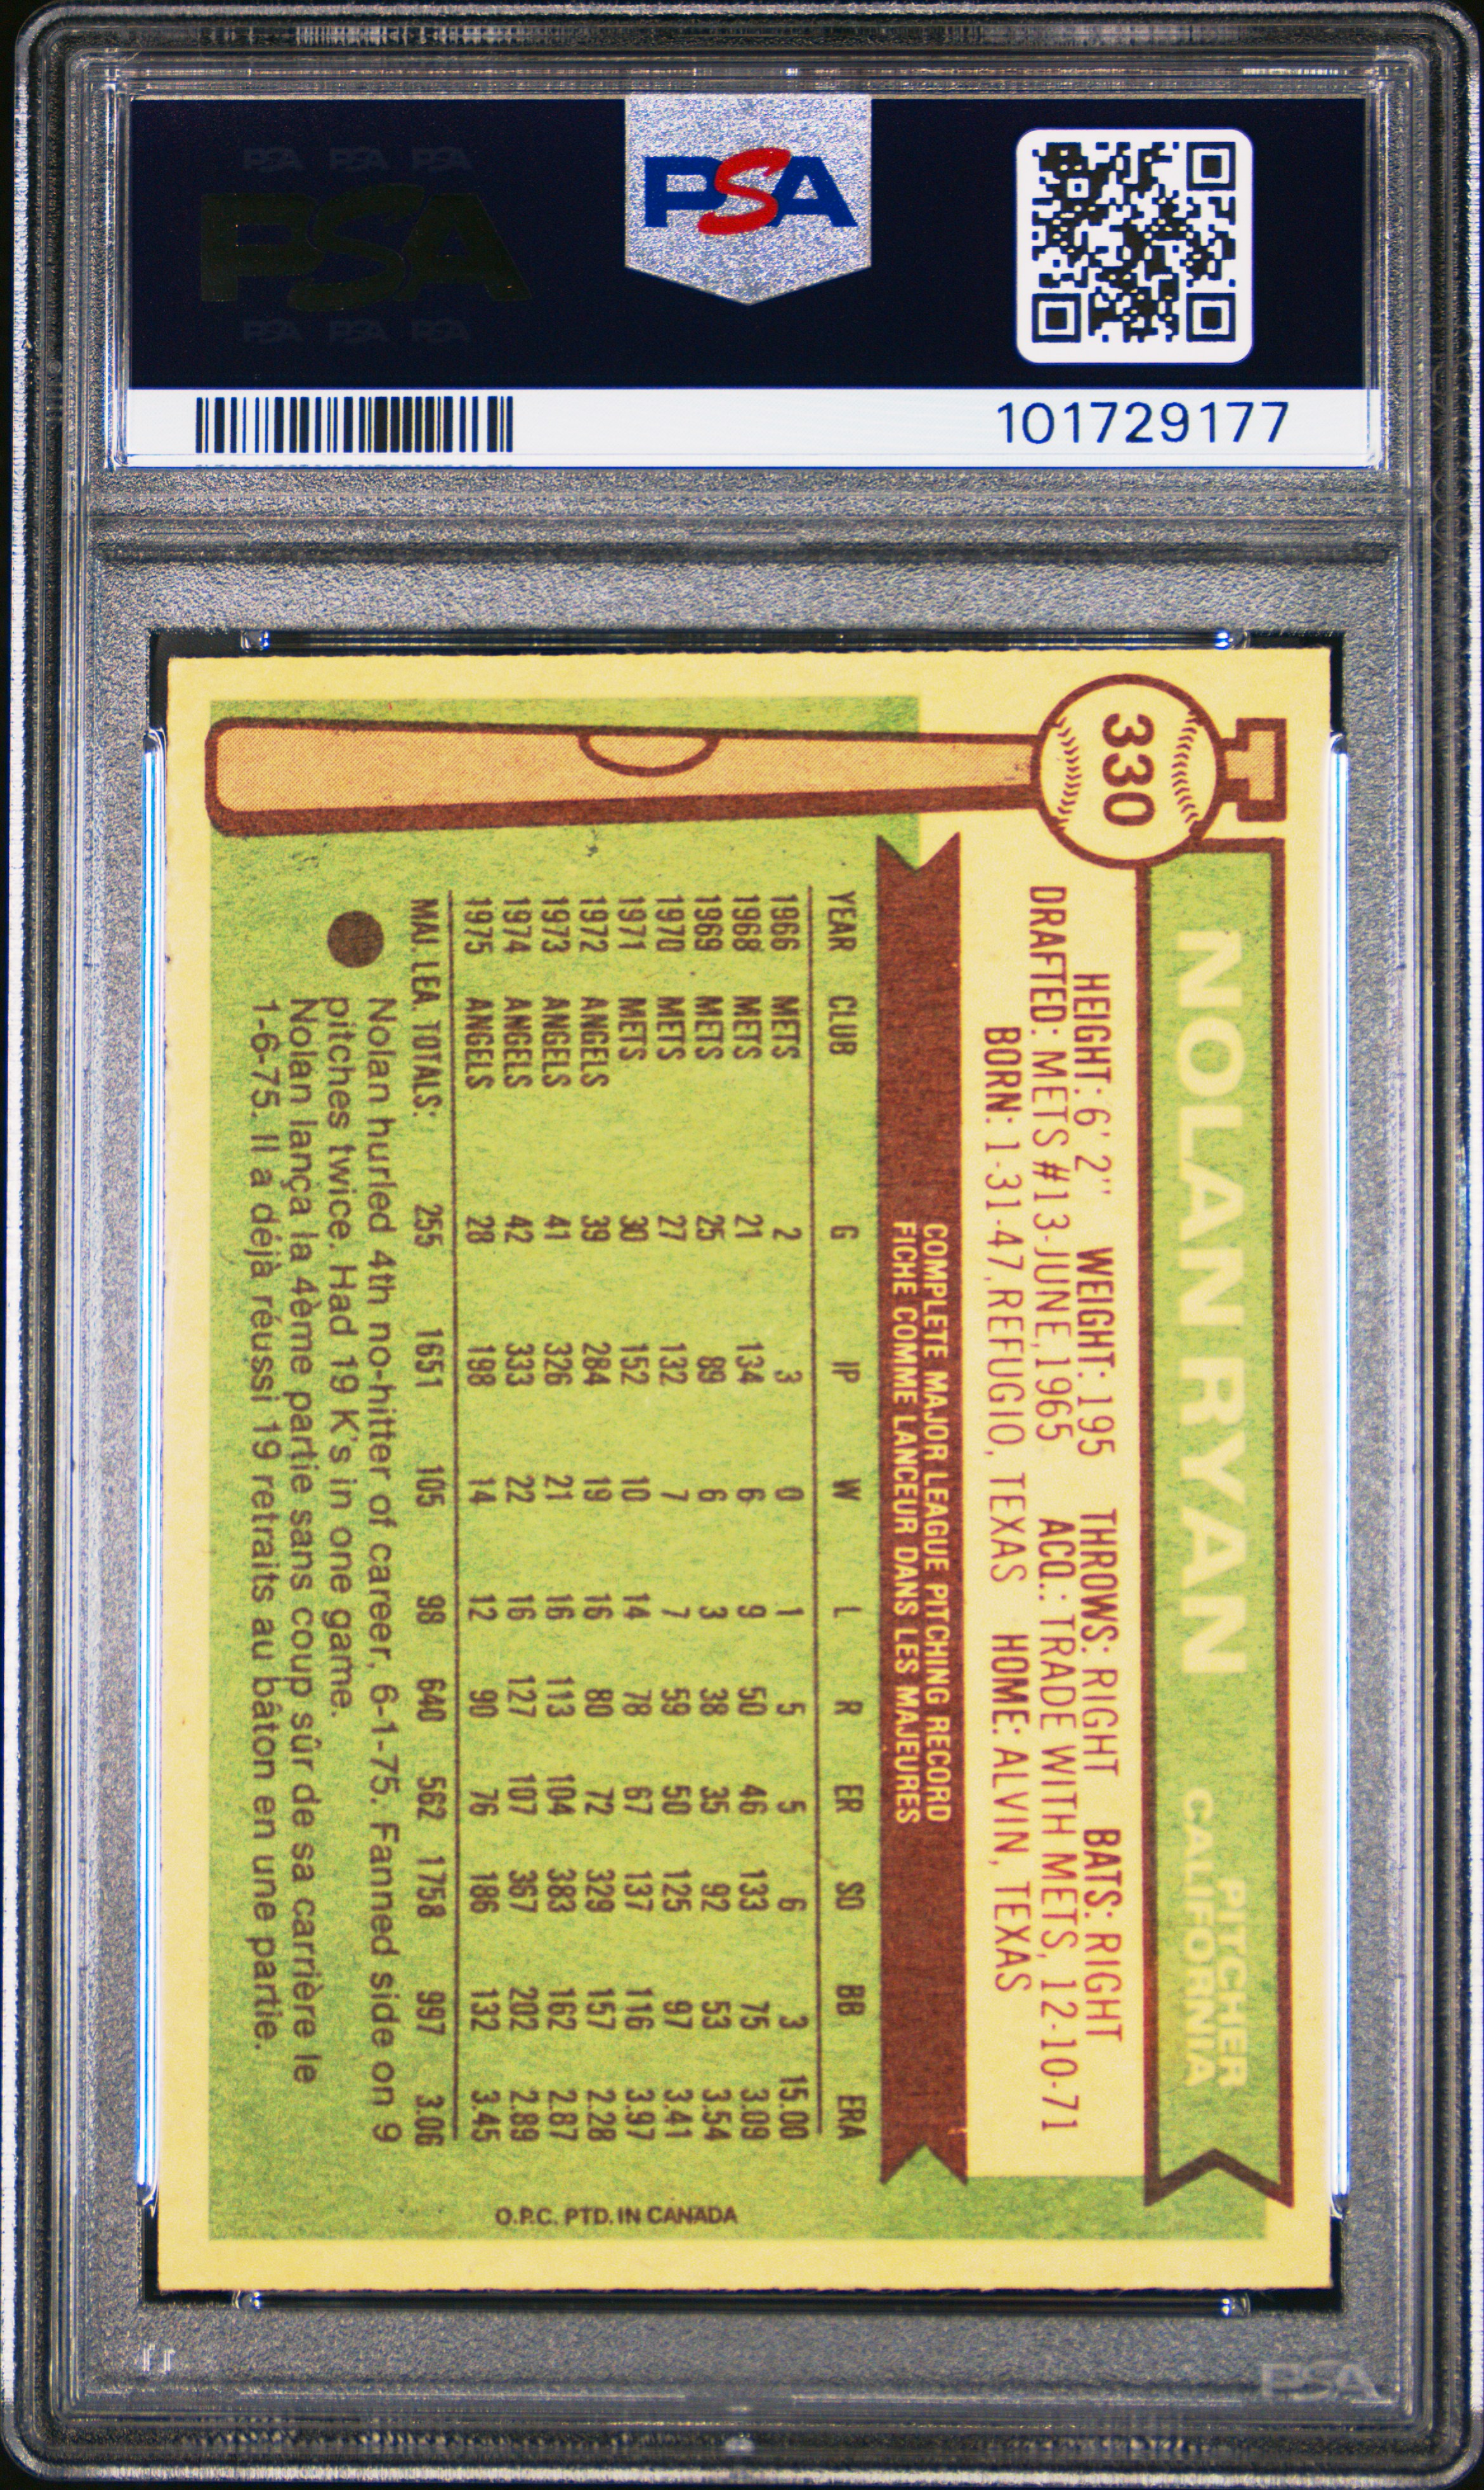 PSA PSA PSA
PSA
PSA PSA PSA
PSA
101729177
330
NOLAN RYAN
PITCHER
CALIFORNIA
HEIGHT: 6' 2" WEIGHT: 195 THROWS: RIGHT BATS: RIGHT
DRAFTED: METS #13-JUNE, 1965 ACQ.: TRADE WITH METS, 12-10-71
BORN: 1-31-47, REFUGIO, TEXAS HOME: ALVIN, TEXAS
COMPLETE MAJOR LEAGUE PITCHING RECORD
FICHE COMME LANCEUR DANS LES MAJEURES
YEAR CLUB G IP W L R ER SO BB ERA
1966 METS 2 3 0 1 5 5 6 3 15.00
1968 METS 21 134 6 9 50 46 133 75 3.09
1969 METS 25 89 6 3 38 35 92 53 3.54
1970 METS 27 132 7 7 59 50 125 97 3.41
1971 METS 30 152 10 14 78 67 137 116 3.97
1972 ANGELS 39 284 19 16 80 72 329 157 2.28
1973 ANGELS 41 326 21 16 113 104 383 162 2.87
1974 ANGELS 42 333 22 16 127 107 367 202 2.89
1975 ANGELS 28 198 14 12 90 76 186 132 3.45
MAJ. LEA. TOTALS: 255 1651 105 98 640 562 1758 997 3.06
Nolan hurled 4th no-hitter of career, 6-1-75. Fanned side on 9
pitches twice. Had 19 K's in one game.
Nolan lança la 4ème partie sans coup sûr de sa carrière le
1-6-75. Il a déjà réussi 19 retraits au bâton en une partie.
O.P.C. PTD. IN CANADA
PSA